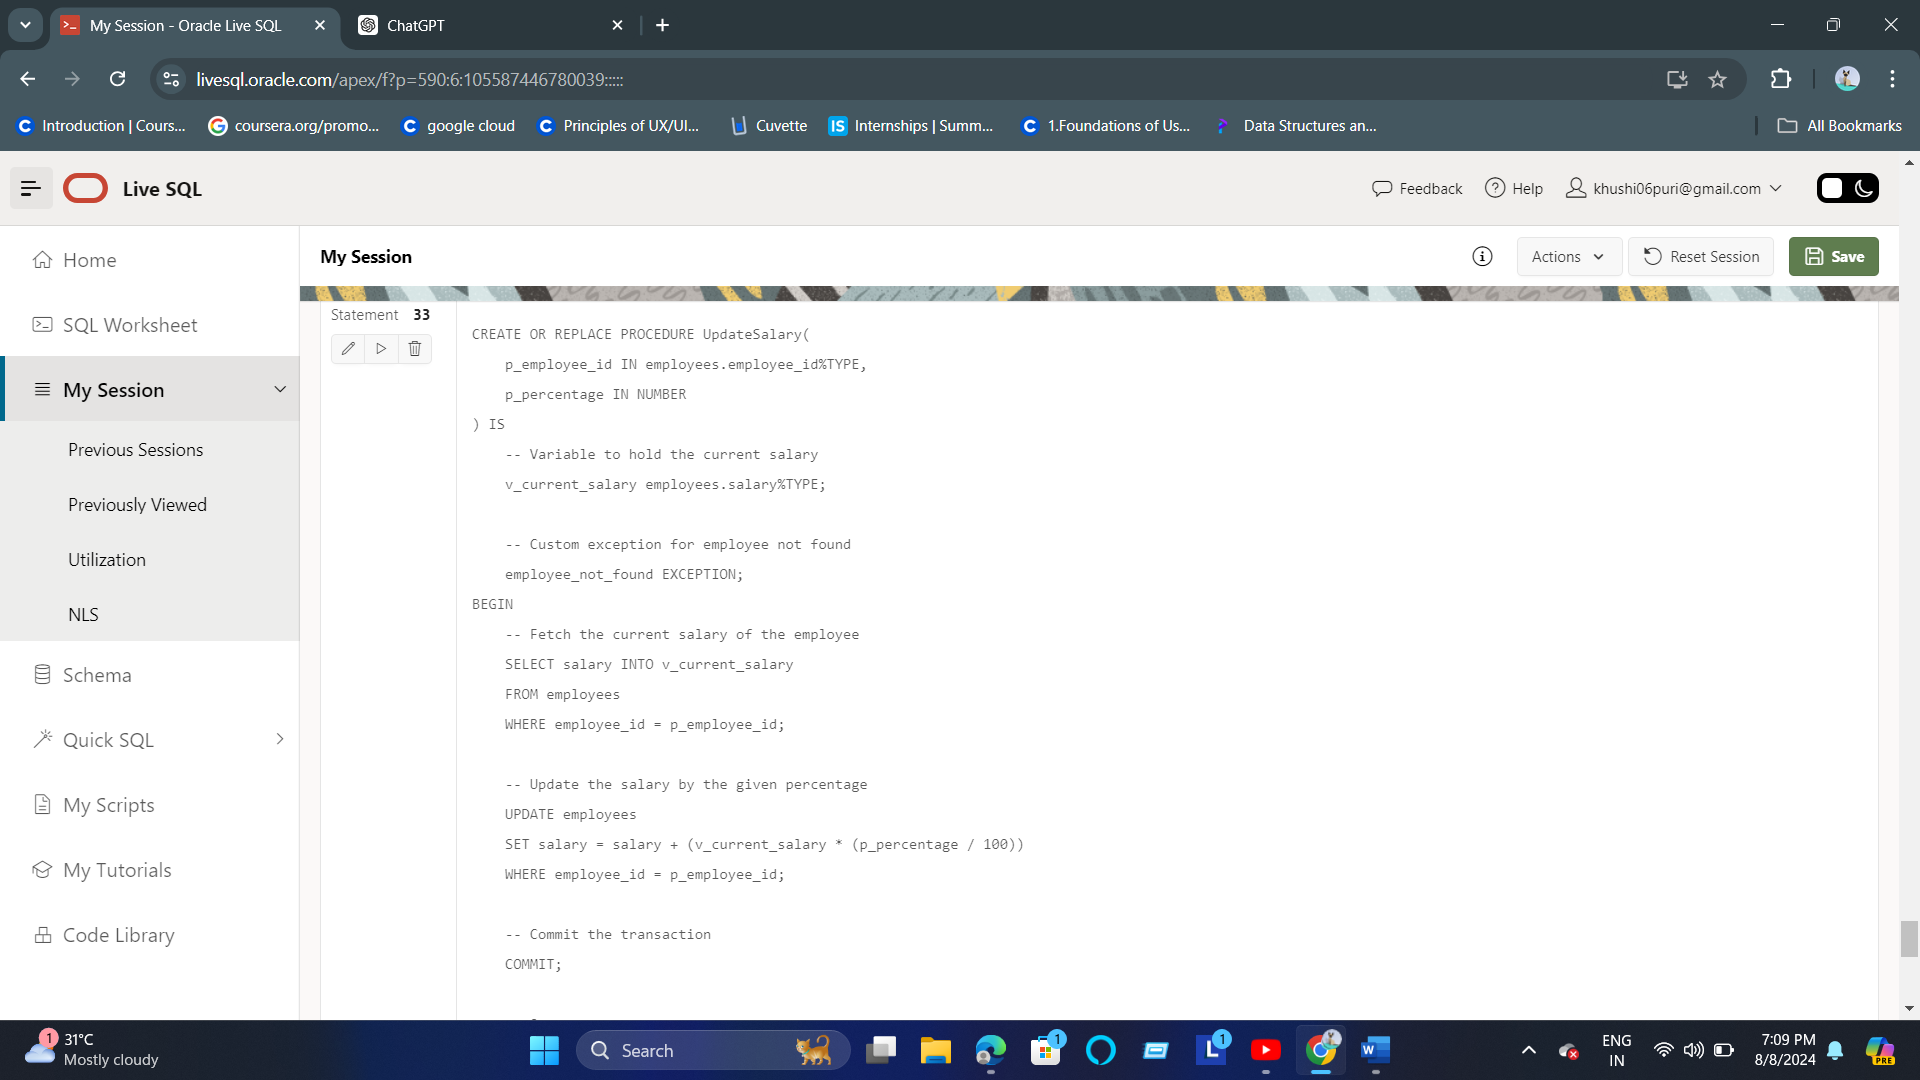 My Session - Oracle Live SQL
ChatGPT
livesql.oracle.com/apex/f?p=590:6:105587446780039:::::
Introduction | Cours...
coursera.org/promo...
google cloud
Principles of UX/UI...
Cuvette
IS
Internships | Summ...
1.Foundations of Us...
Data Structures an...
All Bookmarks
Live SQL
Feedback
Help
khushi06puri@gmail.com
Home
SQL Worksheet
My Session
Previous Sessions
Previously Viewed
Utilization
NLS
Schema
Quick SQL
My Scripts
My Tutorials
Code Library
My Session
Actions
Reset Session
Save
Statement 33
CREATE OR REPLACE PROCEDURE UpdateSalary(
p_employee_id IN employees.employee_id%TYPE,
p_percentage IN NUMBER
) IS
-- Variable to hold the current salary
v_current_salary employees.salary%TYPE;
-- Custom exception for employee not found
employee_not_found EXCEPTION;
BEGIN
-- Fetch the current salary of the employee
SELECT salary INTO v_current_salary
FROM employees
WHERE employee_id = p_employee_id;
-- Update the salary by the given percentage
UPDATE employees
SET salary = salary + (v_current_salary * (p_percentage / 100))
WHERE employee_id = p_employee_id;
-- Commit the transaction
COMMIT;
1
31°C
Mostly cloudy
Search
1
L
1
W
PRE
ENG
IN
7:09 PM
8/8/2024